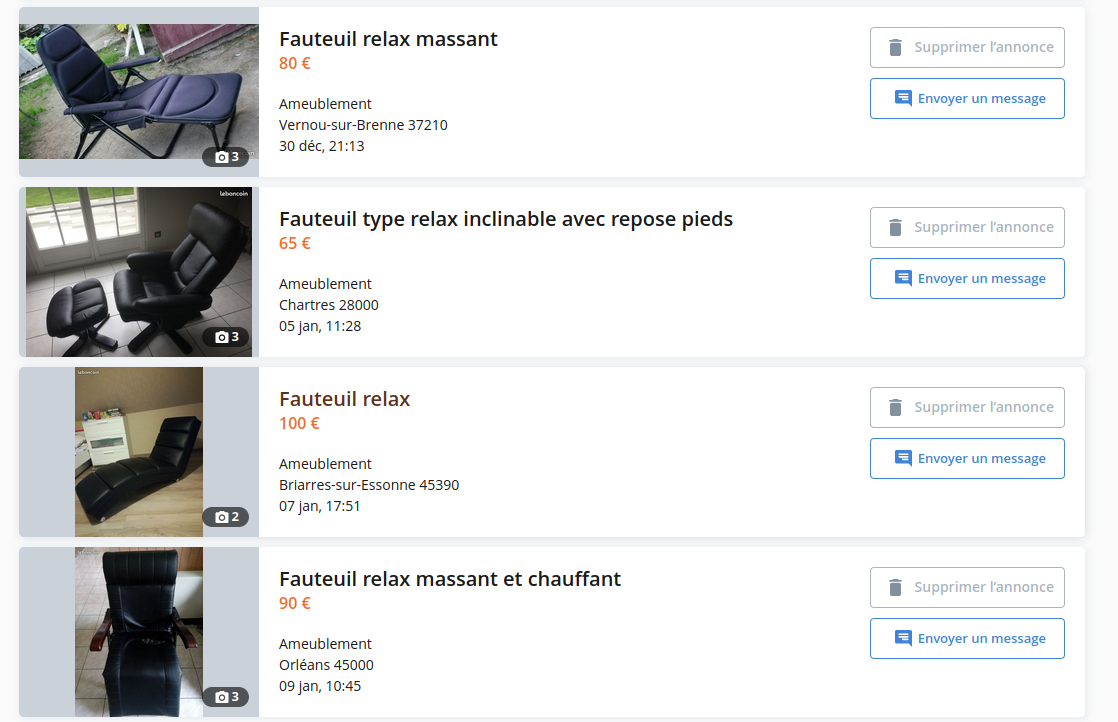 Fauteuil relax massant
80 €
Ameublement
Vernou-sur-Brenne 37210
30 déc, 21:13
3
Supprimer l’annonce
Envoyer un message
leboncoin
Fauteuil type relax inclinable avec repose pieds
65 €
Ameublement
Chartres 28000
05 jan, 11:28
3
Supprimer l’annonce
Envoyer un message
leboncoin
Fauteuil relax
100 €
Ameublement
Briarres-sur-Essonne 45390
07 jan, 17:51
2
Supprimer l’annonce
Envoyer un message
Fauteuil relax massant et chauffant
90 €
Ameublement
Orléans 45000
09 jan, 10:45
3
Supprimer l’annonce
Envoyer un message